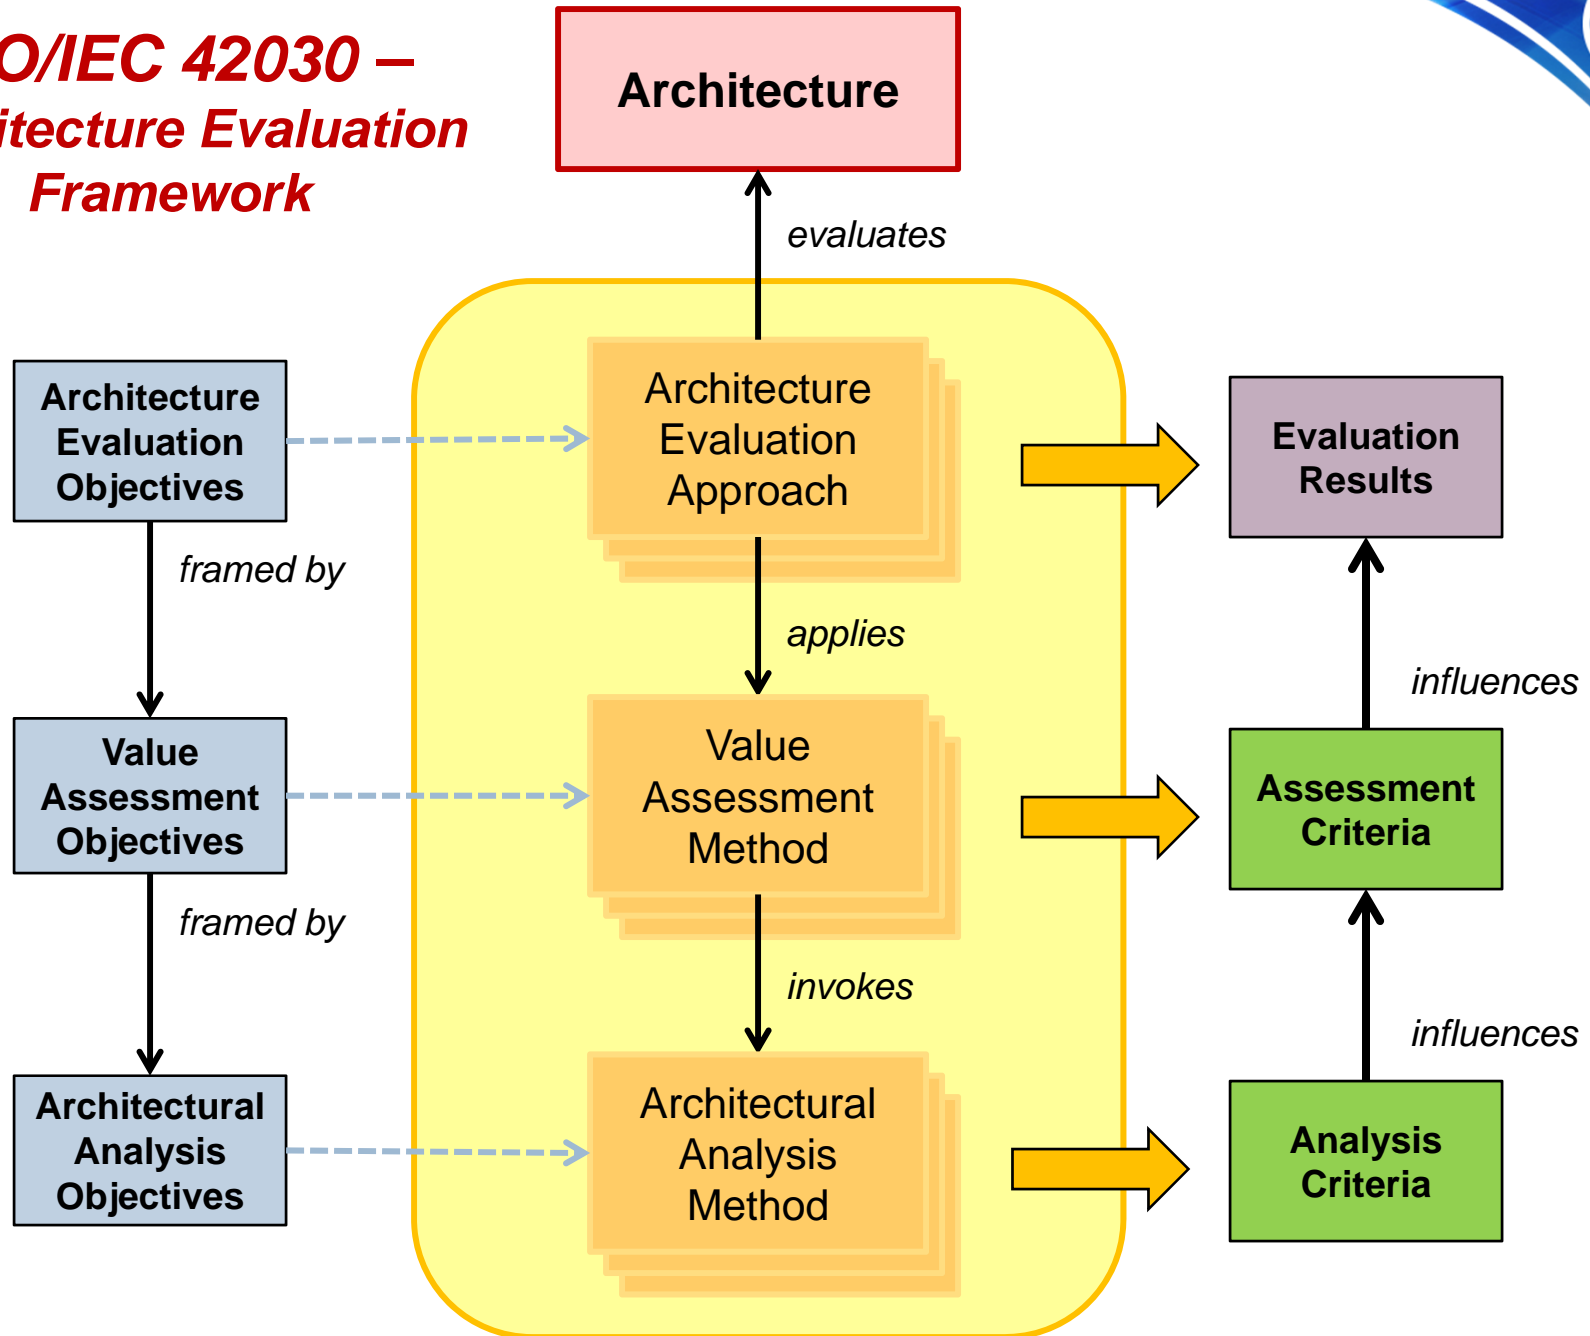 O/IEC 42030 –
itecture Evaluation
Framework
Architecture
evaluates
Architecture
Evaluation
Objectives
Architecture
Evaluation
Approach
Evaluation
Results
framed by
applies
influences
Value
Assessment
Objectives
Value
Assessment
Method
Assessment
Criteria
framed by
invokes
influences
Architectural
Analysis
Objectives
Architectural
Analysis
Method
Analysis
Criteria